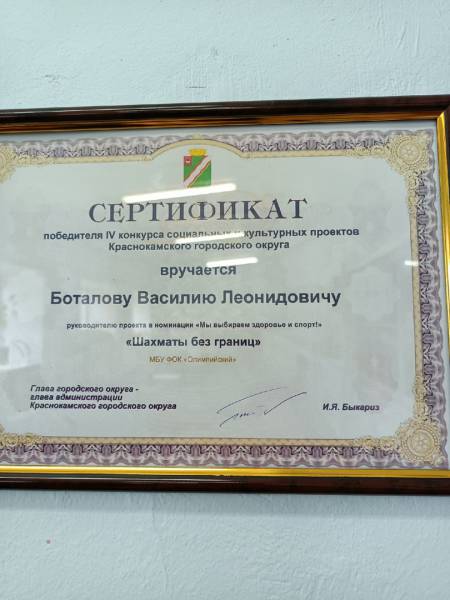 СЕРТИФИКАТ
победителя IV конкурса социальных и культурных проектов
Краснокамского городского округа
вручается
Боталову Василию Леонидовичу
руководителю проекта в номинации «Мы выбираем здоровье и спорт!»
«Шахматы без границ»
МБУ ФОК «Олимпийский»
Глава городского округа -
глава администрации
Краснокамского городского округа
И.Я. Быкариз